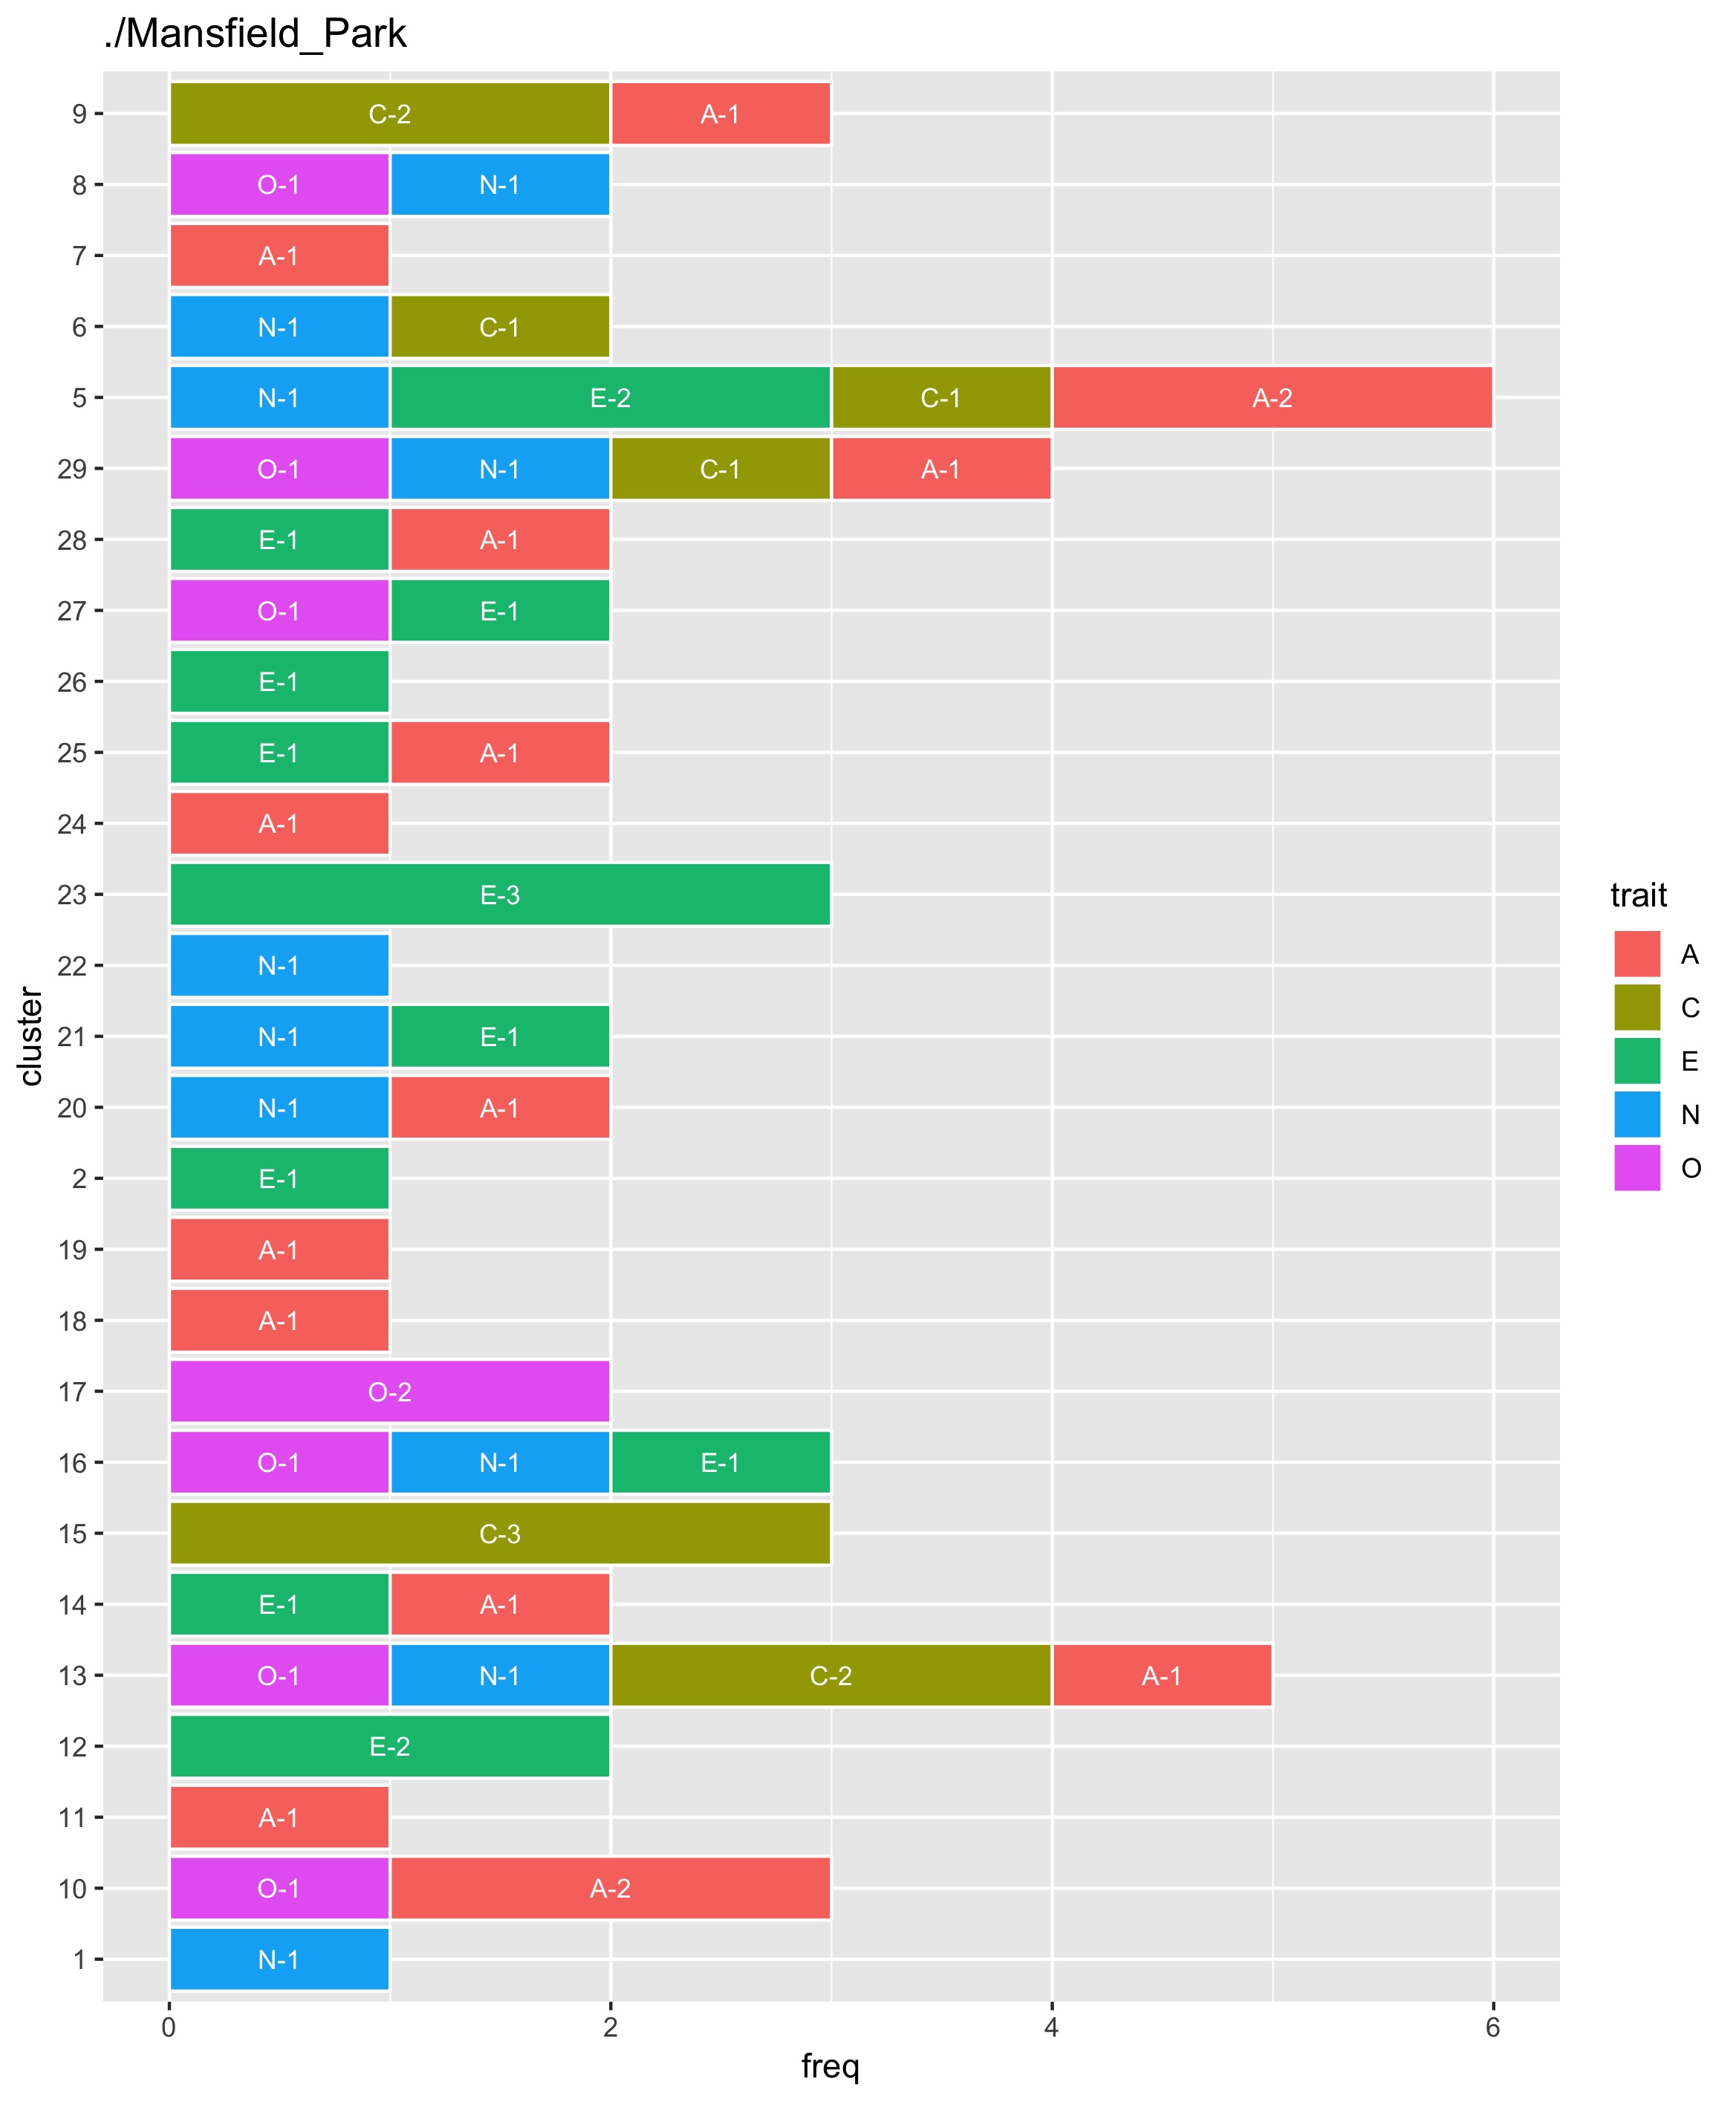 ./Mansfield_Park
9 C-2 A-1
8 O-1 N-1
7 A-1
6 N-1 C-1
5 N-1 E-2 C-1 A-2
29 O-1 N-1 C-1 A-1
28 E-1 A-1
27 O-1 E-1
26 E-1
25 E-1 A-1
24 A-1
23 E-3
22 N-1
21 N-1 E-1
20 N-1 A-1
2 E-1
19 A-1
18 A-1
17 O-2
16 O-1 N-1 E-1
15 C-3
14 E-1 A-1
13 O-1 N-1 C-2 A-1
12 E-2
11 A-1
10 O-1 A-2
1 N-1
0 2 4 6
freq
cluster
trait
A
C
E
N
O